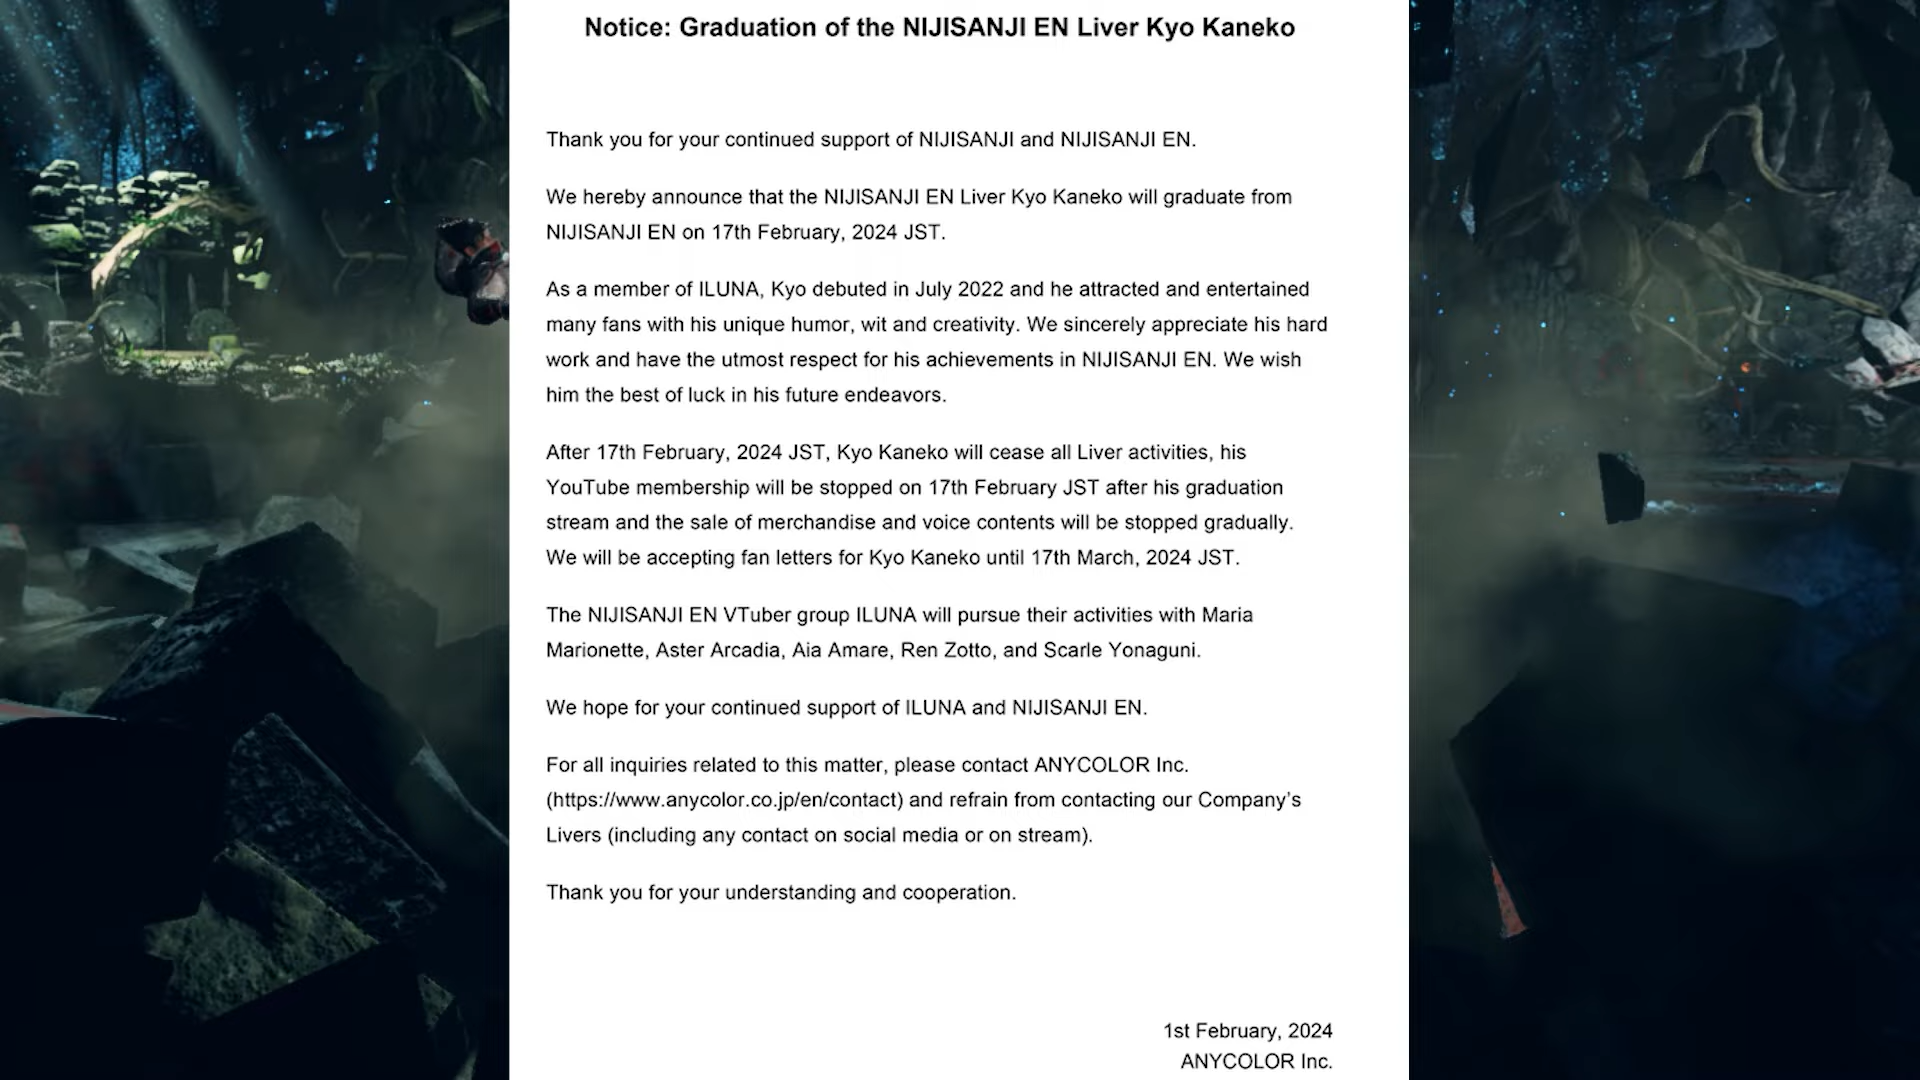 Notice: Graduation of the NIJISANJI EN Liver Kyo Kaneko
Thank you for your continued support of NIJISANJI and NIJISANJI EN.
We hereby announce that the NIJISANJI EN Liver Kyo Kaneko will graduate from
NIJISANJI EN on 17th February, 2024 JST.
As a member of ILUNA, Kyo debuted in July 2022 and he attracted and entertained
many fans with his unique humor, wit and creativity. We sincerely appreciate his hard
work and have the utmost respect for his achievements in NIJISANJI EN. We wish
him the best of luck in his future endeavors.
After 17th February, 2024 JST, Kyo Kaneko will cease all Liver activities, his
YouTube membership will be stopped on 17th February JST after his graduation
stream and the sale of merchandise and voice contents will be stopped gradually.
We will be accepting fan letters for Kyo Kaneko until 17th March, 2024 JST.
The NIJISANJI EN VTuber group ILUNA will pursue their activities with Maria
Marionette, Aster Arcadia, Aia Amare, Ren Zotto, and Scarle Yonaguni.
We hope for your continued support of ILUNA and NIJISANJI EN.
For all inquiries related to this matter, please contact ANYCOLOR Inc.
(https://www.anycolor.co.jp/en/contact) and refrain from contacting our Company’s
Livers (including any contact on social media or on stream).
Thank you for your understanding and cooperation.
1st February, 2024
ANYCOLOR Inc.